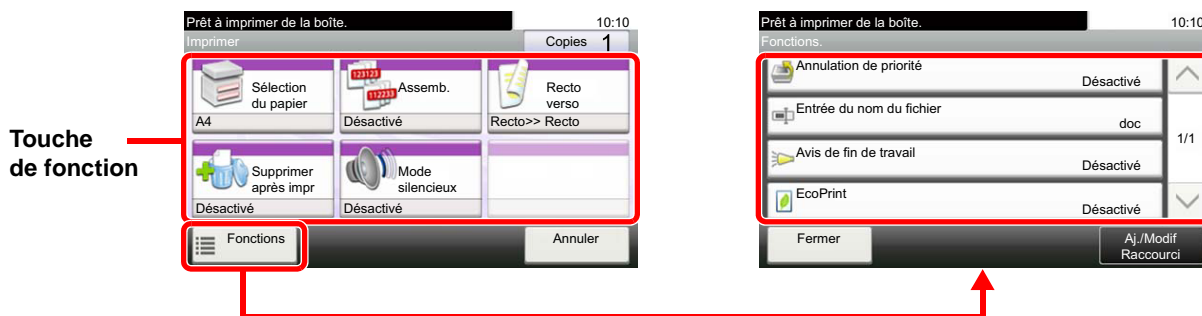 Prêt à imprimer de la boîte. 10:10
Imprimer Copies 1
Sélection
du papier
A4
123123
112233
Assemb.
Désactivé
Recto
verso
Recto>> Recto
Touche
de fonction
Supprimer
après impr
Désactivé
Mode
silencieux
Désactivé
Fonctions
Annuler
Prêt à imprimer de la boîte. 10:10
Fonctions.
Annulation de priorité
Désactivé
Entrée du nom du fichier
doc
1/1
Avis de fin de travail
Désactivé
EcoPrint
Désactivé
Fermer
Aj./Modif
Raccourci